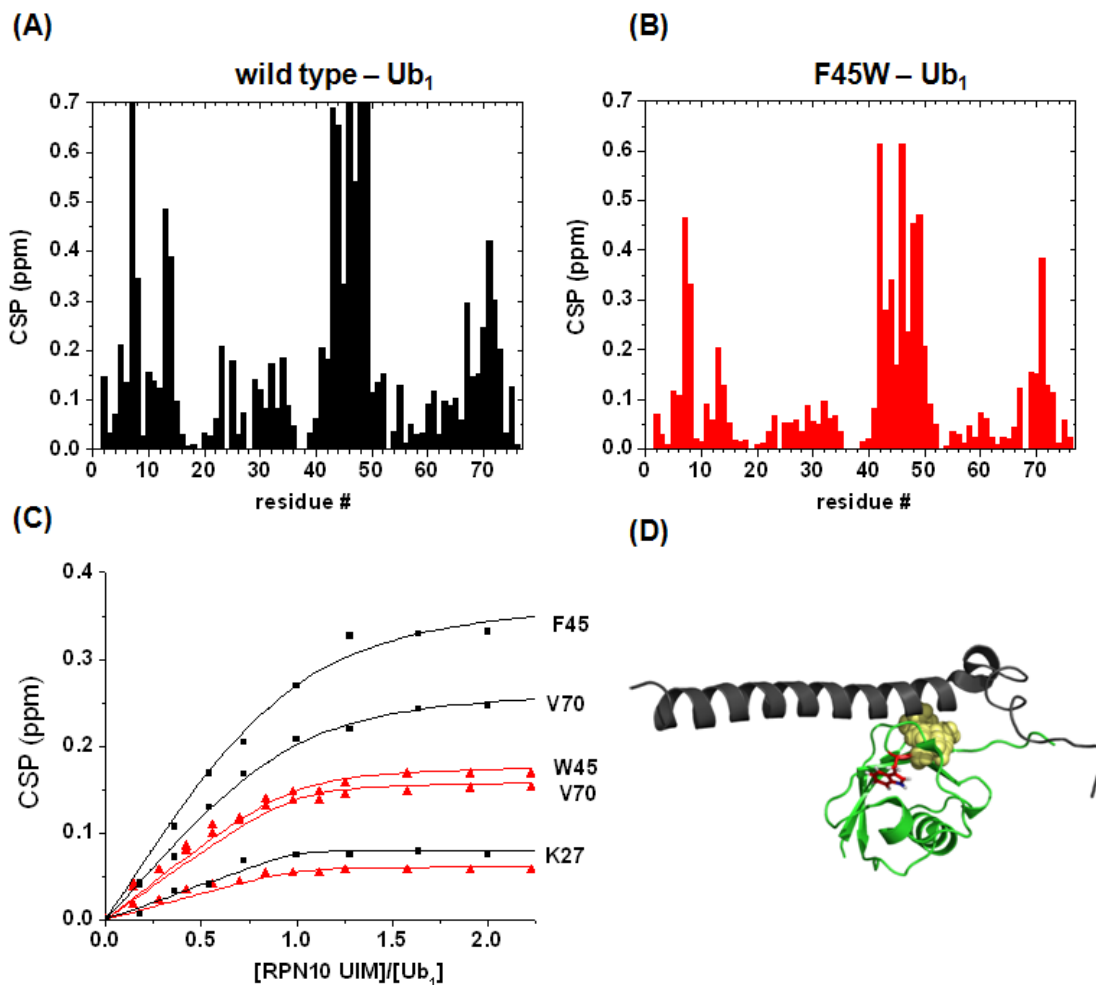 (A)
wild type – Ub1
0.7
0.6
0.5
0.4
0.3
0.2
0.1
0.0
CSP (ppm)
0 10 20 30 40 50 60 70
residue #
(B)
F45W – Ub1
0.7
0.6
0.5
0.4
0.3
0.2
0.1
0.0
CSP (ppm)
0 10 20 30 40 50 60 70
residue #
(C)
0.4
0.3
0.2
0.1
0.0
CSP (ppm)
F45
V70
W45
V70
K27
0.0 0.5 1.0 1.5 2.0
[RPN10 UIM]/[Ub1]
(D)